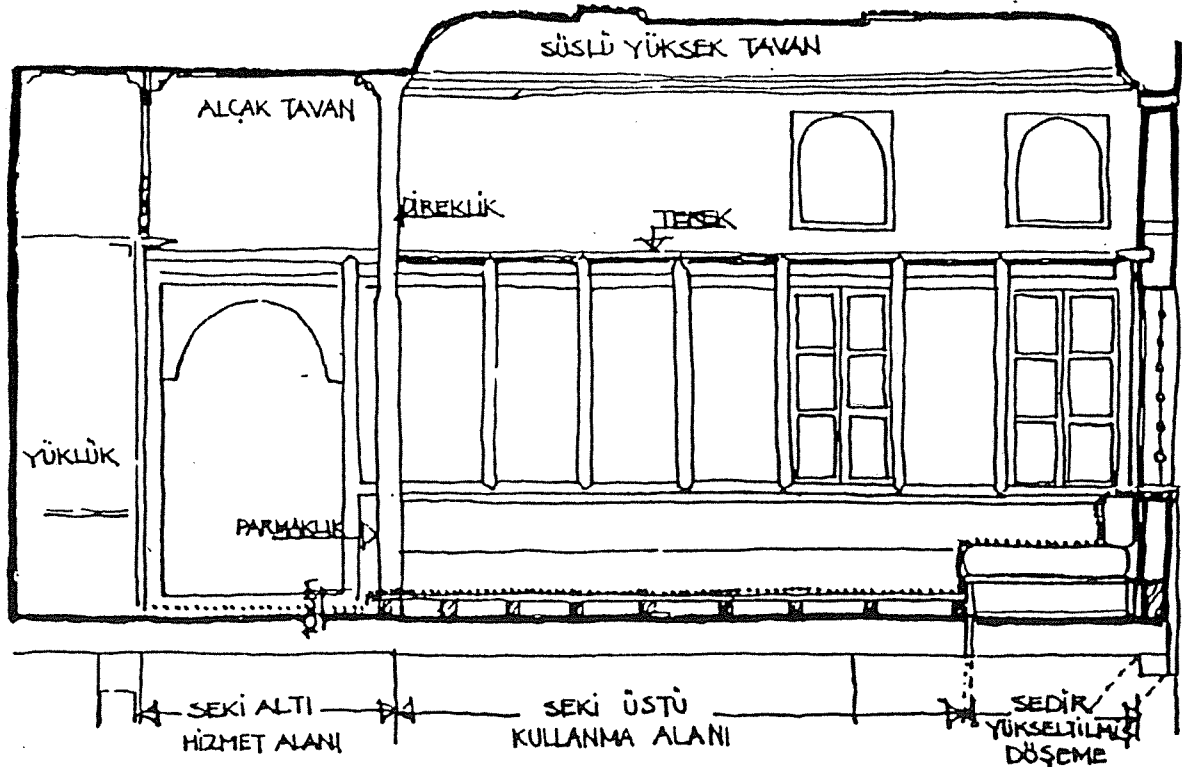 SÜSLÜ YÜKSEK TAVAN
ALÇAK TAVAN
DİREKLİK
TEREK
YÜKLÜK
PARMAKLIK
SEKİ ALTI
HİZMET ALANI
SEKİ ÜSTÜ
KULLANMA ALANI
SEDİR
YÜKSELTİLMİŞ
DÖŞEME